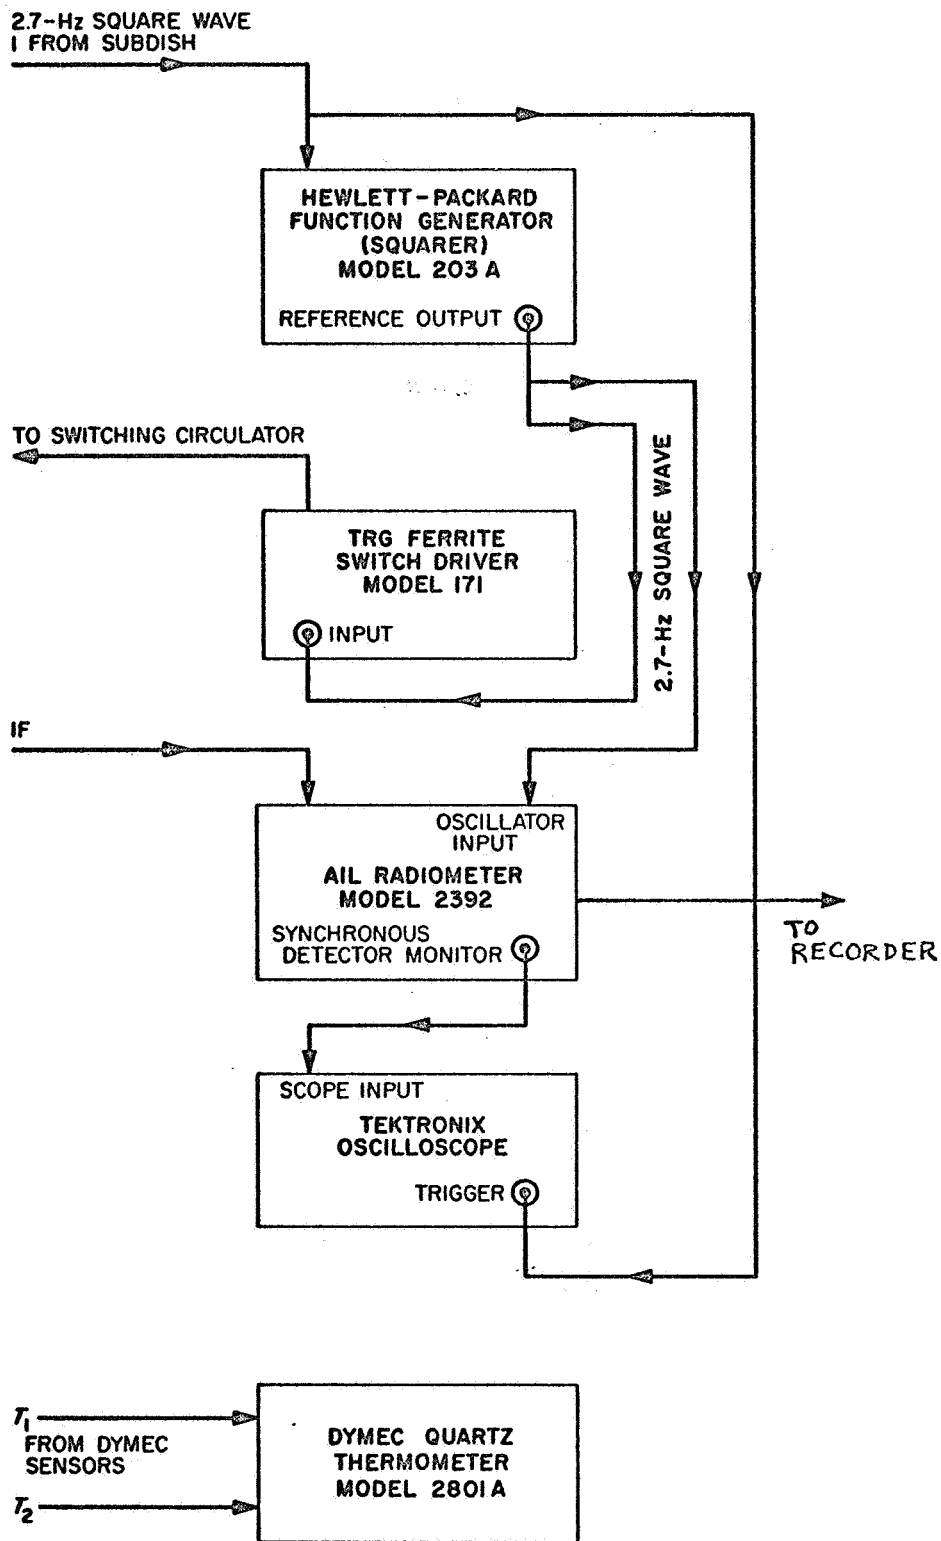 2.7-Hz SQUARE WAVE
1 FROM SUBDISH
HEWLETT-PACKARD
FUNCTION GENERATOR
(SQUARER)
MODEL 203 A
REFERENCE OUTPUT
TO SWITCHING CIRCULATOR
TRG FERRITE
SWITCH DRIVER
MODEL 171
INPUT
2.7-Hz SQUARE WAVE
IF
OSCILLATOR
INPUT
AIL RADIOMETER
MODEL 2392
SYNCHRONOUS
DETECTOR MONITOR
TO
RECORDER
SCOPE INPUT
TEKTRONIX
OSCILLOSCOPE
TRIGGER
T1
FROM DYMEC
SENSORS
T2
DYMEC QUARTZ
THERMOMETER
MODEL 2801A